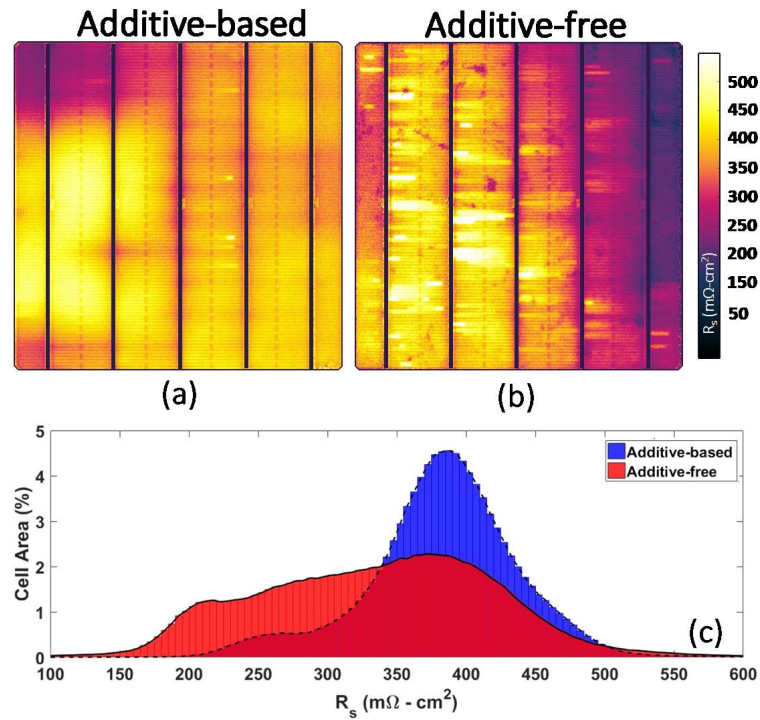 Additive-based
Additive-free
500
450
400
350
300
250
200
150
50
Rs (mΩ-cm²)
(a)
(b)
5
4
3
2
1
0
Cell Area (%)
Additive-based
Additive-free
(c)
100
150
200
250
300
350
400
450
500
550
600
Rs (mΩ - cm²)